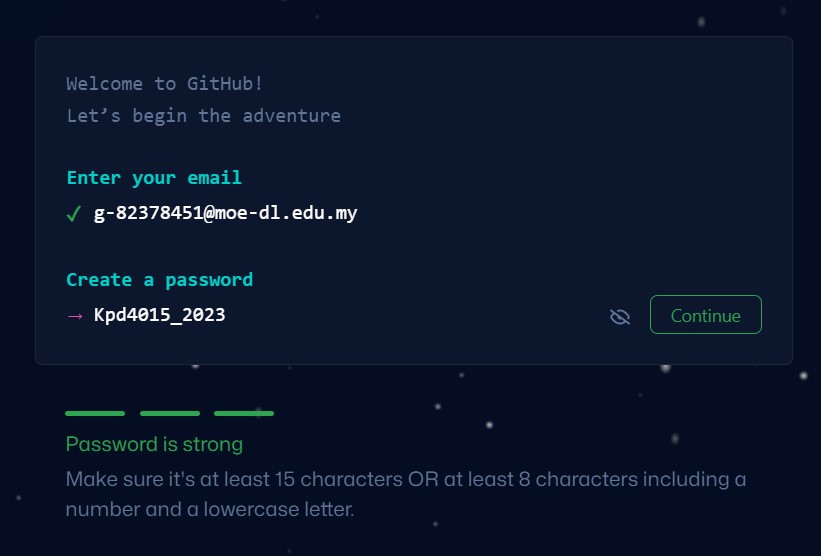 Welcome to GitHub!
Let’s begin the adventure
Enter your email
✓ g-82378451@moe-dl.edu.my
Create a password
→ Kpd4015_2023
Continue
Password is strong
Make sure it's at least 15 characters OR at least 8 characters including a
number and a lowercase letter.